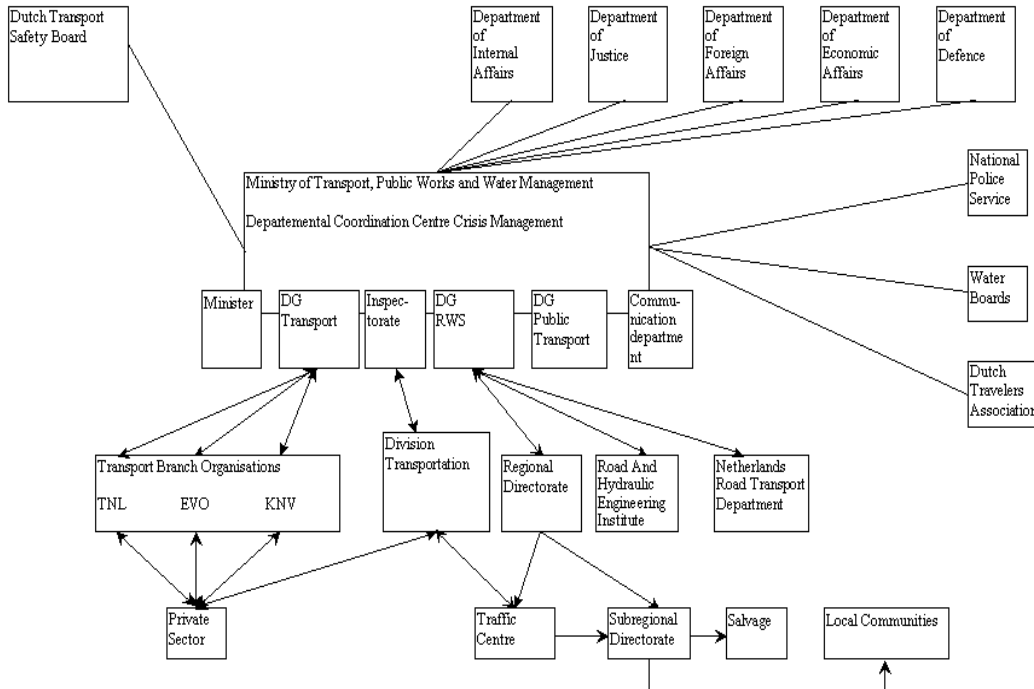 Dutch Transport
Safety Board
Department
of
Internal
Affairs
Department
of
Justice
Department
of
Foreign
Affairs
Department
of
Economic
Affairs
Department
of
Defence
Ministry of Transport, Public Works and Water Management
Departemental Coordination Centre Crisis Management
National
Police
Service
Water
Boards
Dutch
Travelers
Association
Minister
DG
Transport
Inspec-
torate
DG
RWS
DG
Public
Transport
Commu-
nication
departme
nt
Transport Branch Organisations
TNL EVO KNV
Division
Transportation
Regional
Directorate
Road And
Hydraulic
Engineering
Institute
Netherlands
Road Transport
Department
Private
Sector
Traffic
Centre
Subregional
Directorate
Salvage
Local Communities